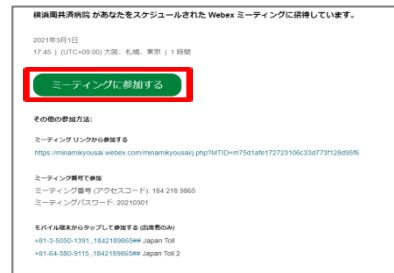 横浜南共済病院 があなたをスケジュールされた Webex ミーティングに招待しています。
2021年3月1日
17:45 | (UTC+09:00) 大阪、札幌、東京 | 1 時間
ミーティングに参加する
その他の参加方法:
ミーティング リンクから参加する
https://minamikyousai.webex.com/minamikyousai/j.php?MTID=m75d1afe172723106c33d773f128d95f6
ミーティング番号で参加
ミーティング番号 (アクセスコード): 184 218 9865
ミーティングパスワード: 20210301
モバイル端末からタップして参加する (出席者のみ)
+81-3-5050-1391,,1842189865## Japan Toll
+81-64-580-9115,,1842189865## Japan Toll 2